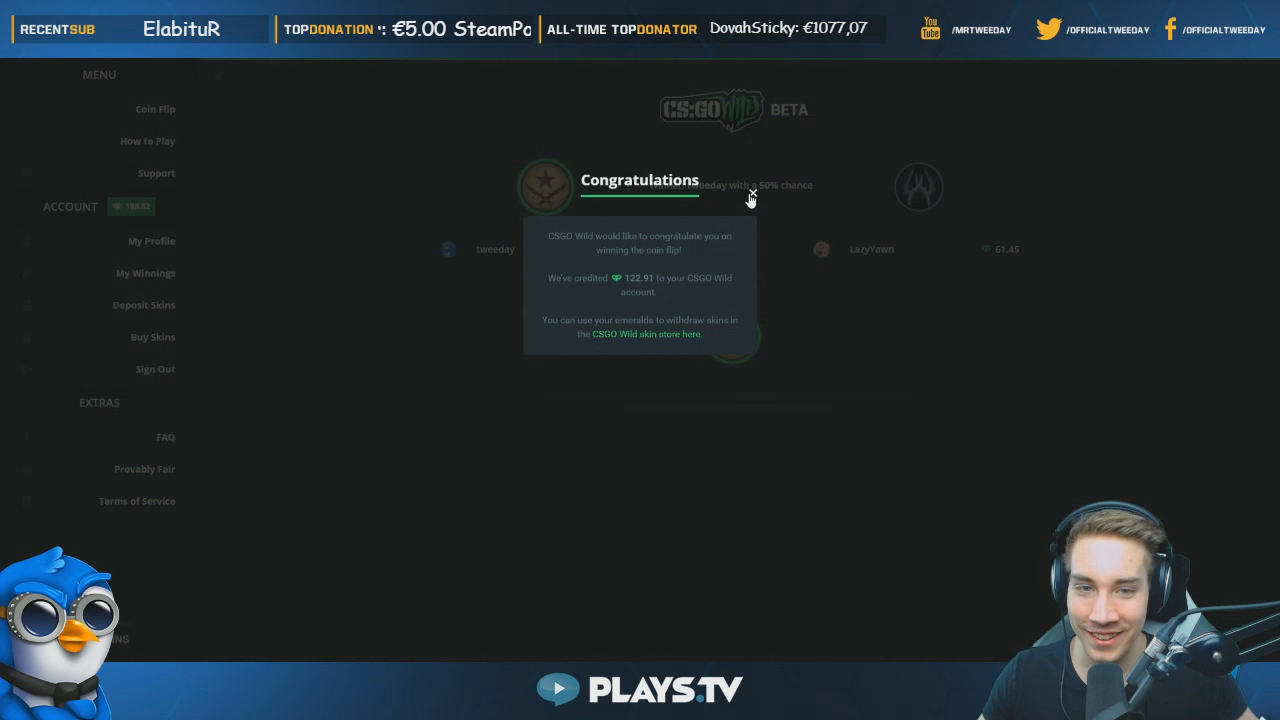 RECENTSUB ElabituR TOPDONATION ': €5.00 SteamPo ALL-TIME TOPDONATOR DovahSticky: €1077,07 You Tube /MRTWEEDAY /OFFICIALTWEEDAY /OFFICIALTWEEDAY
MENU
Coin Flip
How to Play
Support
ACCOUNT 188.82
My Profile
My Winnings
Deposit Skins
Buy Skins
Sign Out
EXTRAS
FAQ
Provably Fair
Terms of Service
CS:GO WILD BETA
tweeday with a 50% chance
tweeday
LazyYawn 61.45
Congratulations
CSGO Wild would like to congratulate you on
winning the coin flip!
We've credited 122.91 to your CSGO Wild
account.
You can use your emeralds to withdraw skins in
the CSGO Wild skin store here.
PLAYS.TV